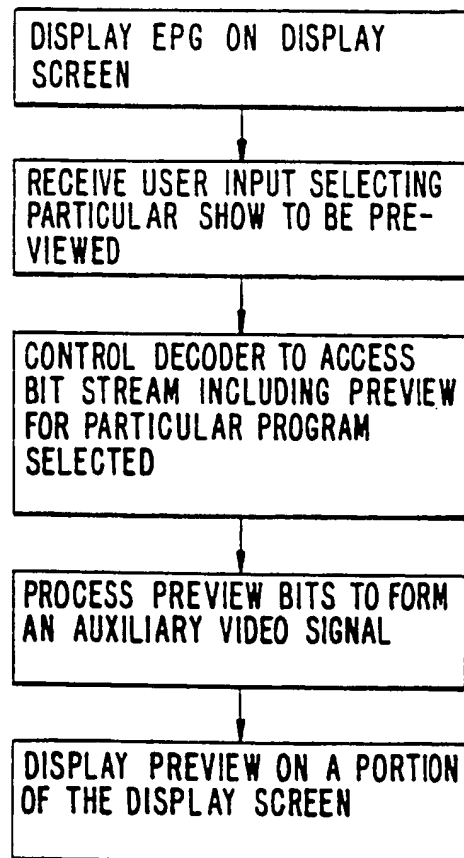 DISPLAY EPG ON DISPLAY
SCREEN
RECEIVE USER INPUT SELECTING
PARTICULAR SHOW TO BE PRE-
VIEWED
CONTROL DECODER TO ACCESS
BIT STREAM INCLUDING PREVIEW
FOR PARTICULAR PROGRAM
SELECTED
PROCESS PREVIEW BITS TO FORM
AN AUXILIARY VIDEO SIGNAL
DISPLAY PREVIEW ON A PORTION
OF THE DISPLAY SCREEN